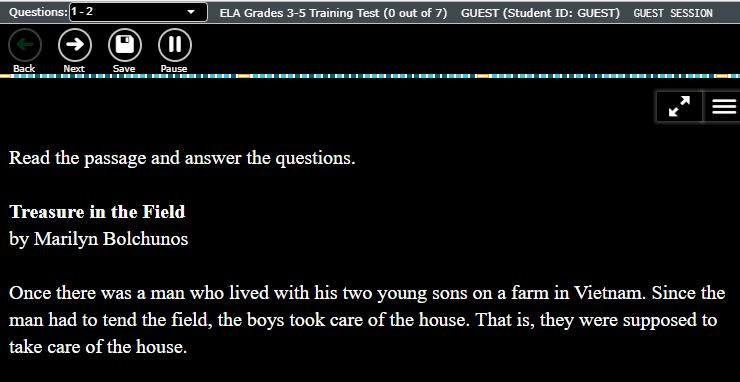 Questions: 1 - 2 ELA Grades 3-5 Training Test (0 out of 7) GUEST (Student ID: GUEST) GUEST SESSION
Back Next Save Pause
Read the passage and answer the questions.
Treasure in the Field
by Marilyn Bolchunos
Once there was a man who lived with his two young sons on a farm in Vietnam. Since the
man had to tend the field, the boys took care of the house. That is, they were supposed to
take care of the house.